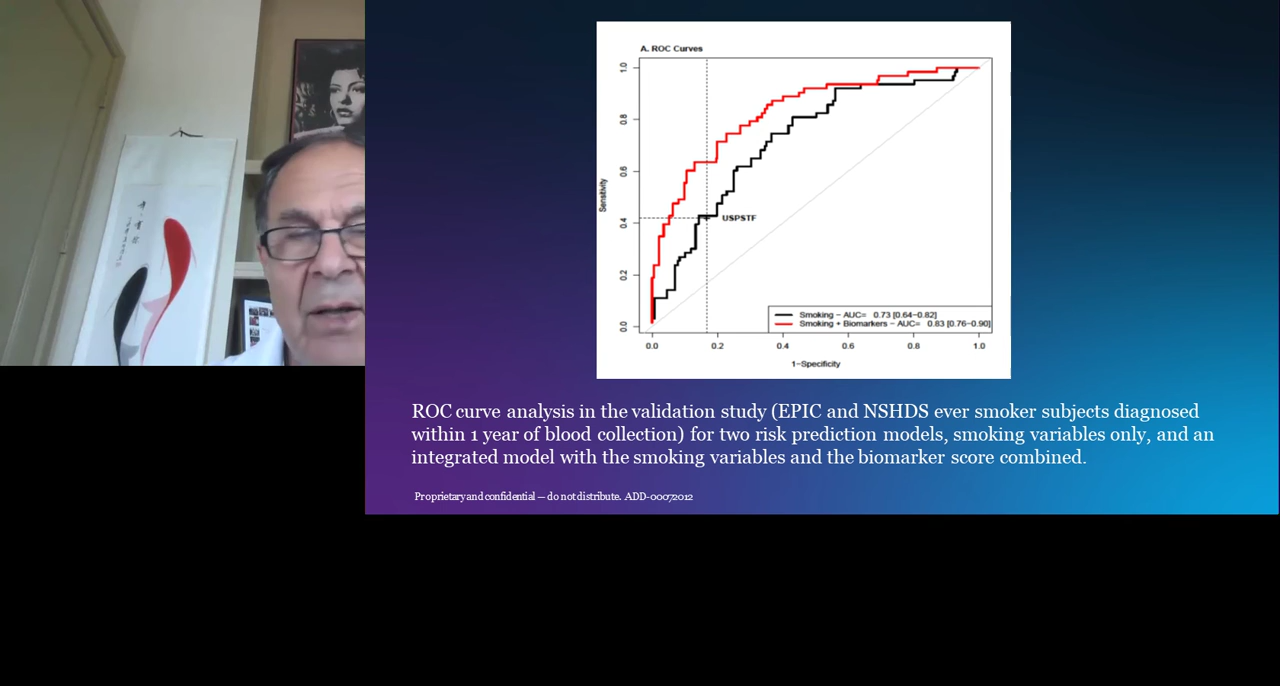 A. ROC Curves
1.0
0.8
0.6
0.4
0.2
0.0
Sensitivity
USPSTF
Smoking − AUC= 0.73 [0.64−0.82]
Smoking + Biomarkers − AUC= 0.83 [0.76−0.90]
0.0 0.2 0.4 0.6 0.8 1.0
1−Specificity
ROC curve analysis in the validation study (EPIC and NSHDS ever smoker subjects diagnosed
within 1 year of blood collection) for two risk prediction models, smoking variables only, and an
integrated model with the smoking variables and the biomarker score combined.
Proprietary and confidential — do not distribute. ADD-00072012